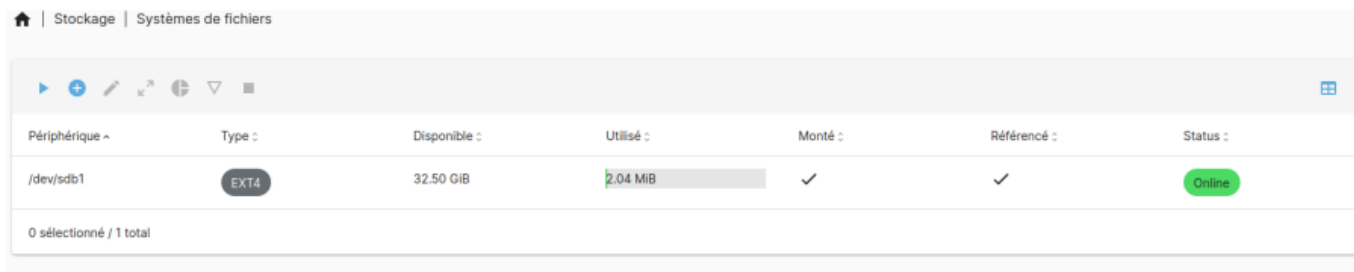 Stockage | Systèmes de fichiers
Périphérique Type Disponible Utilisé Monté Référencé Status
/dev/sdb1 EXT4 32.50 GiB 2.04 MiB Online
0 sélectionné / 1 total